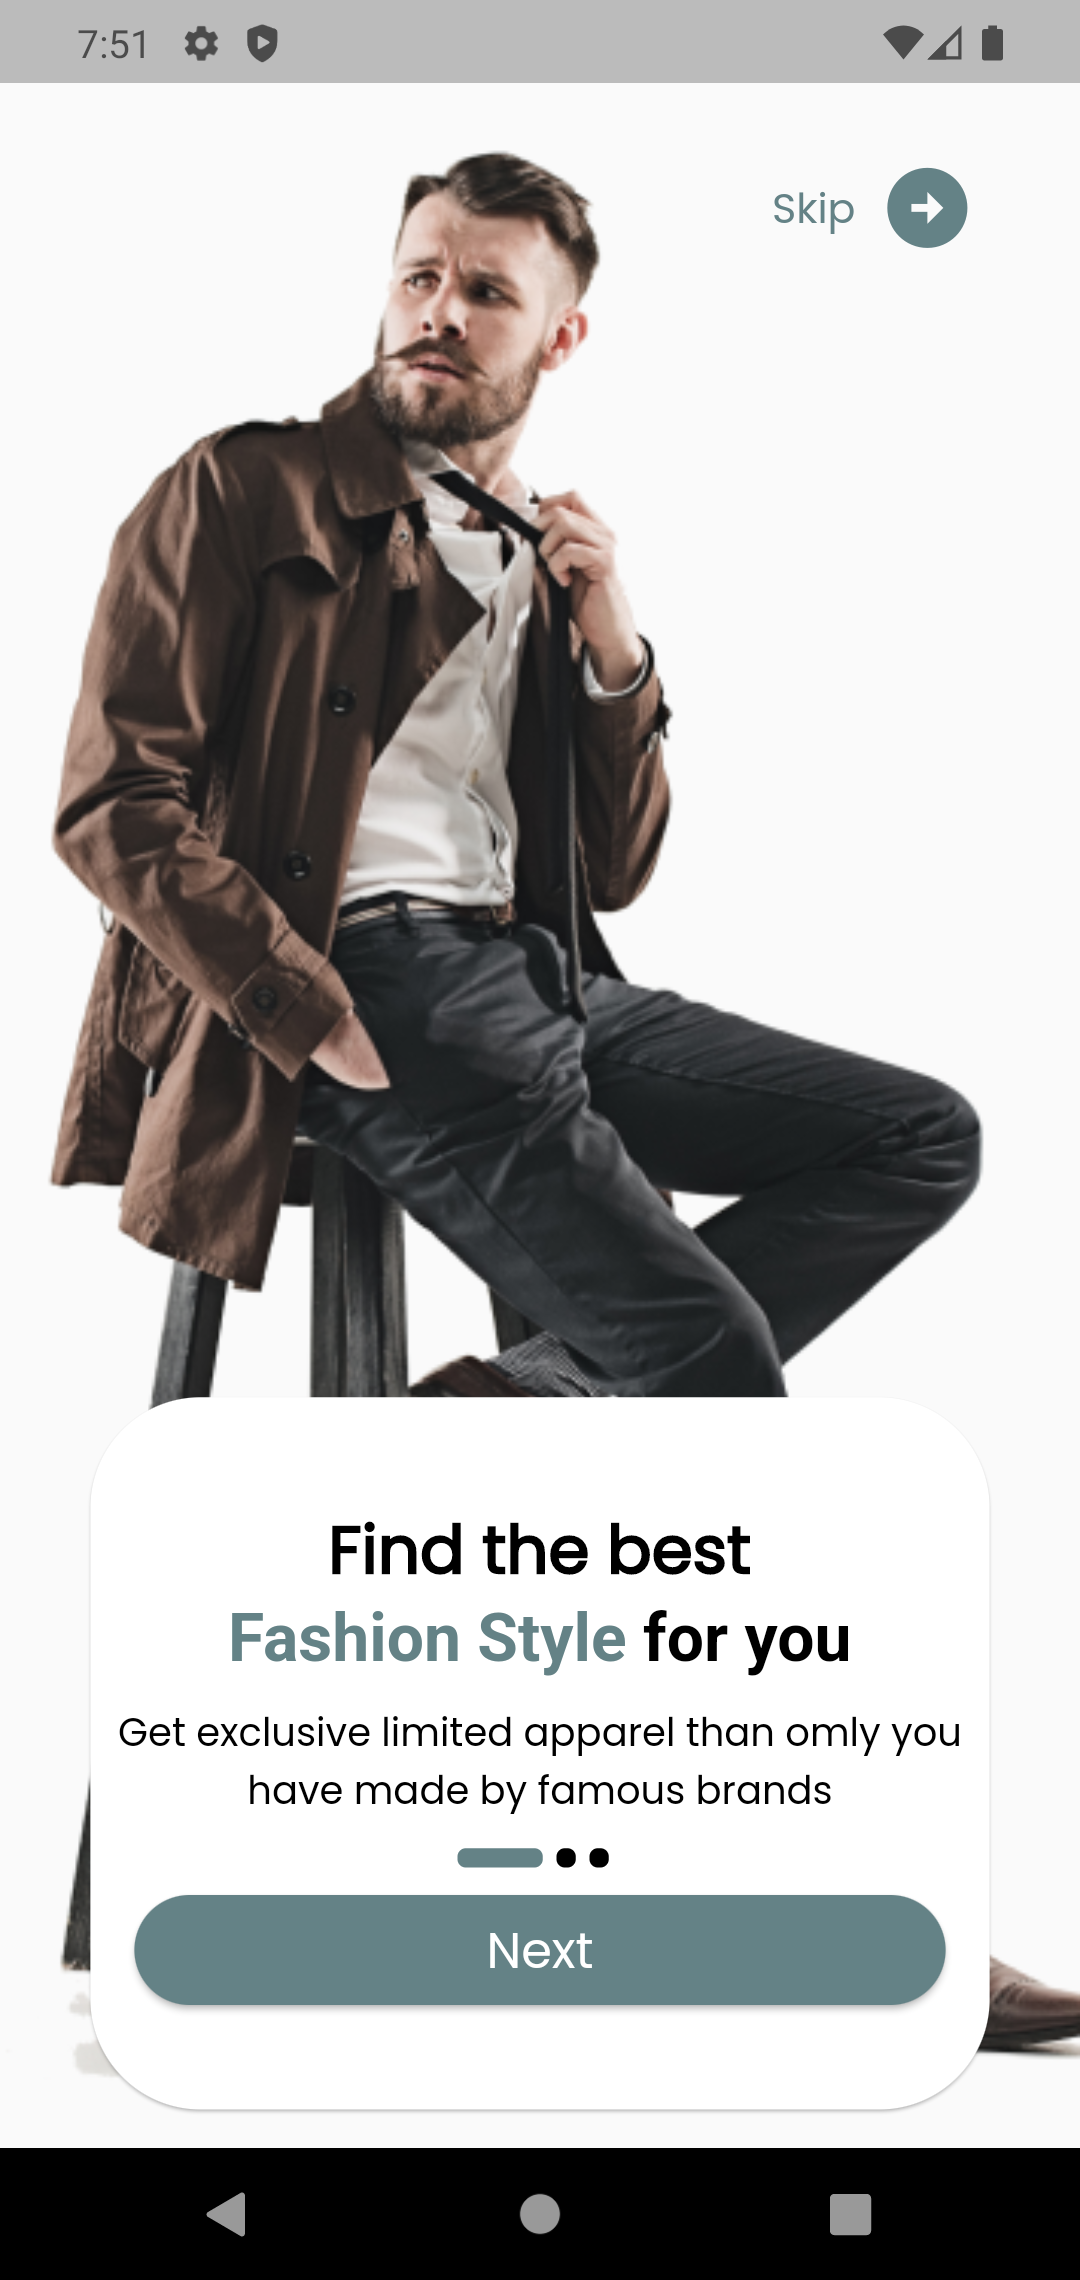 7:51
Skip
Find the best
Fashion Style for you
Get exclusive limited apparel than omly you
have made by famous brands
Next